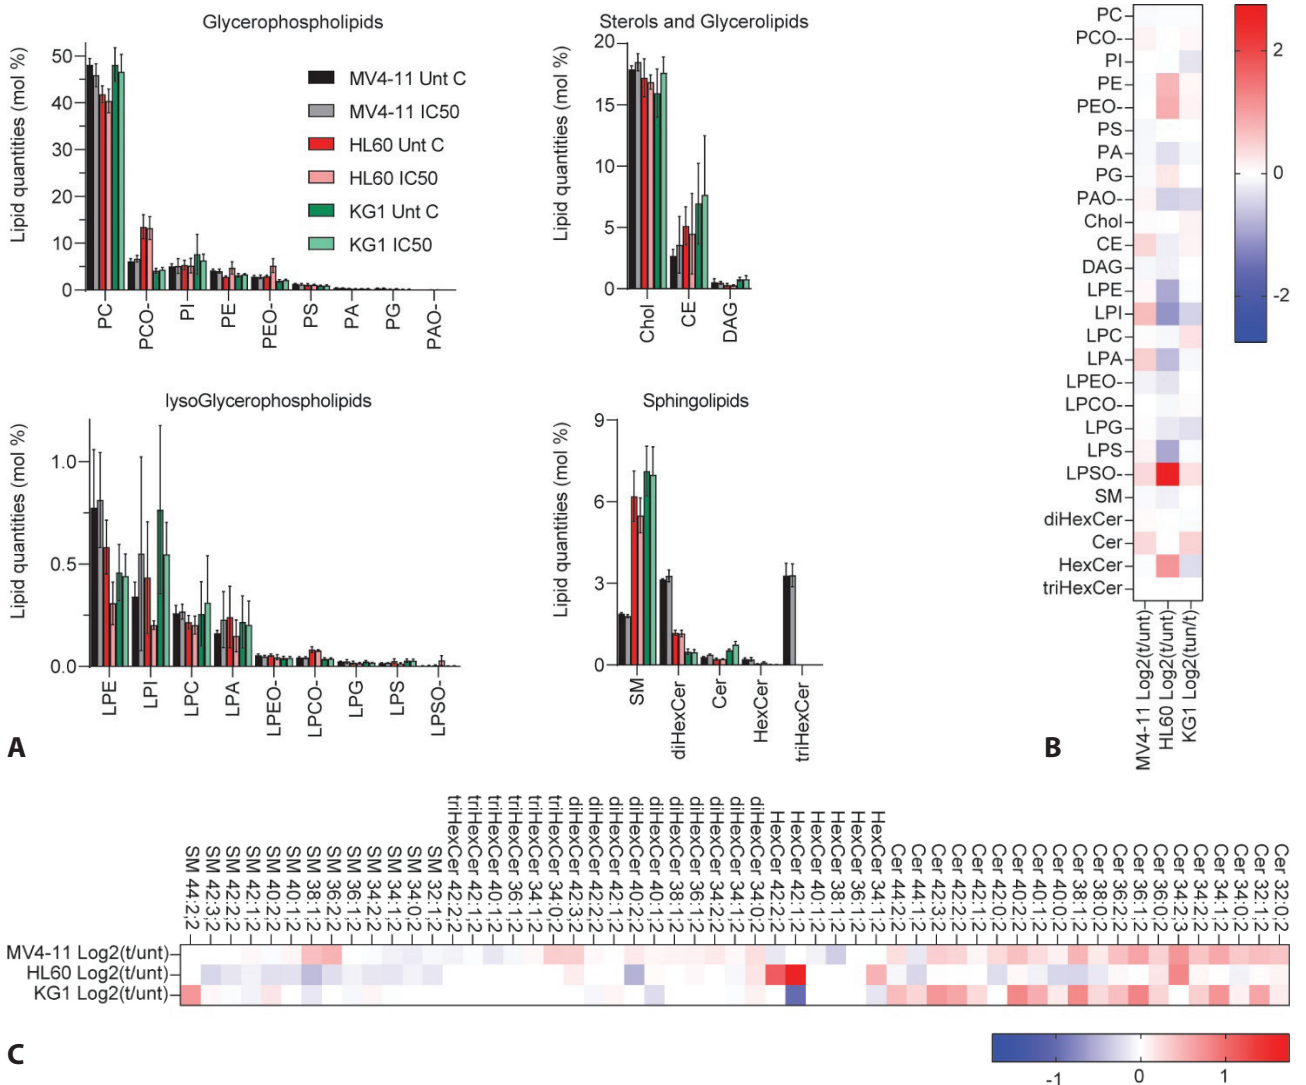 Glycerophospholipids
Lipid quantities (mol %)
50
40
30
20
10
0
MV4-11 Unt C
MV4-11 IC50
HL60 Unt C
HL60 IC50
KG1 Unt C
KG1 IC50
PC
PCO-
PI
PE
PEO-
PS
PA
PG
PAO-
Sterols and Glycerolipids
Lipid quantities (mol %)
20
15
10
5
0
Chol
CE
DAG
lysoGlycerophospholipids
Lipid quantities (mol %)
1.0
0.5
0.0
LPE
LPI
LPC
LPA
LPEO-
LPCO-
LPG
LPS
LPSO-
Sphingolipids
Lipid quantities (mol %)
9
6
3
0
SM
diHexCer
Cer
HexCer
triHexCer
A
PC
PCO-
PI
PE
PEO-
PS
PA
PG
PAO-
Chol
CE
DAG
LPE
LPI
LPC
LPA
LPEO-
LPCO-
LPG
LPS
LPSO-
SM
diHexCer
Cer
HexCer
triHexCer
MV4-11 Log2(t/unt)
HL60 Log2(t/unt)
KG1 Log2(t/unt)
2
0
-2
B
SM 44:2;2
SM 42:3;2
SM 42:2;2
SM 42:1;2
SM 40:2;2
SM 40:1;2
SM 38:1;2
SM 36:2;2
SM 36:1;2
SM 34:2;2
SM 34:1;2
SM 34:0;2
SM 32:1;2
triHexCer 42:2;2
triHexCer 42:1;2
triHexCer 40:1;2
triHexCer 36:1;2
triHexCer 34:1;2
triHexCer 34:0;2
diHexCer 42:3;2
diHexCer 42:2;2
diHexCer 42:1;2
diHexCer 40:2;2
diHexCer 40:1;2
diHexCer 38:1;2
diHexCer 36:1;2
diHexCer 34:2;2
diHexCer 34:1;2
diHexCer 34:0;2
HexCer 42:2;2
HexCer 42:1;2
HexCer 40:1;2
HexCer 38:1;2
HexCer 36:1;2
HexCer 34:1;2
Cer 44:2;2
Cer 44:1;2
Cer 42:3;2
Cer 42:2;2
Cer 42:1;2
Cer 42:0;2
Cer 40:2;2
Cer 40:1;2
Cer 40:0;2
Cer 38:1;2
Cer 38:0;2
Cer 36:2;2
Cer 36:1;2
Cer 36:0;2
Cer 34:2;3
Cer 34:1;2
Cer 34:0;2
Cer 32:1;2
Cer 32:0;2
MV4-11 Log2(t/unt)
HL60 Log2(t/unt)
KG1 Log2(t/unt)
-1
0
1
C